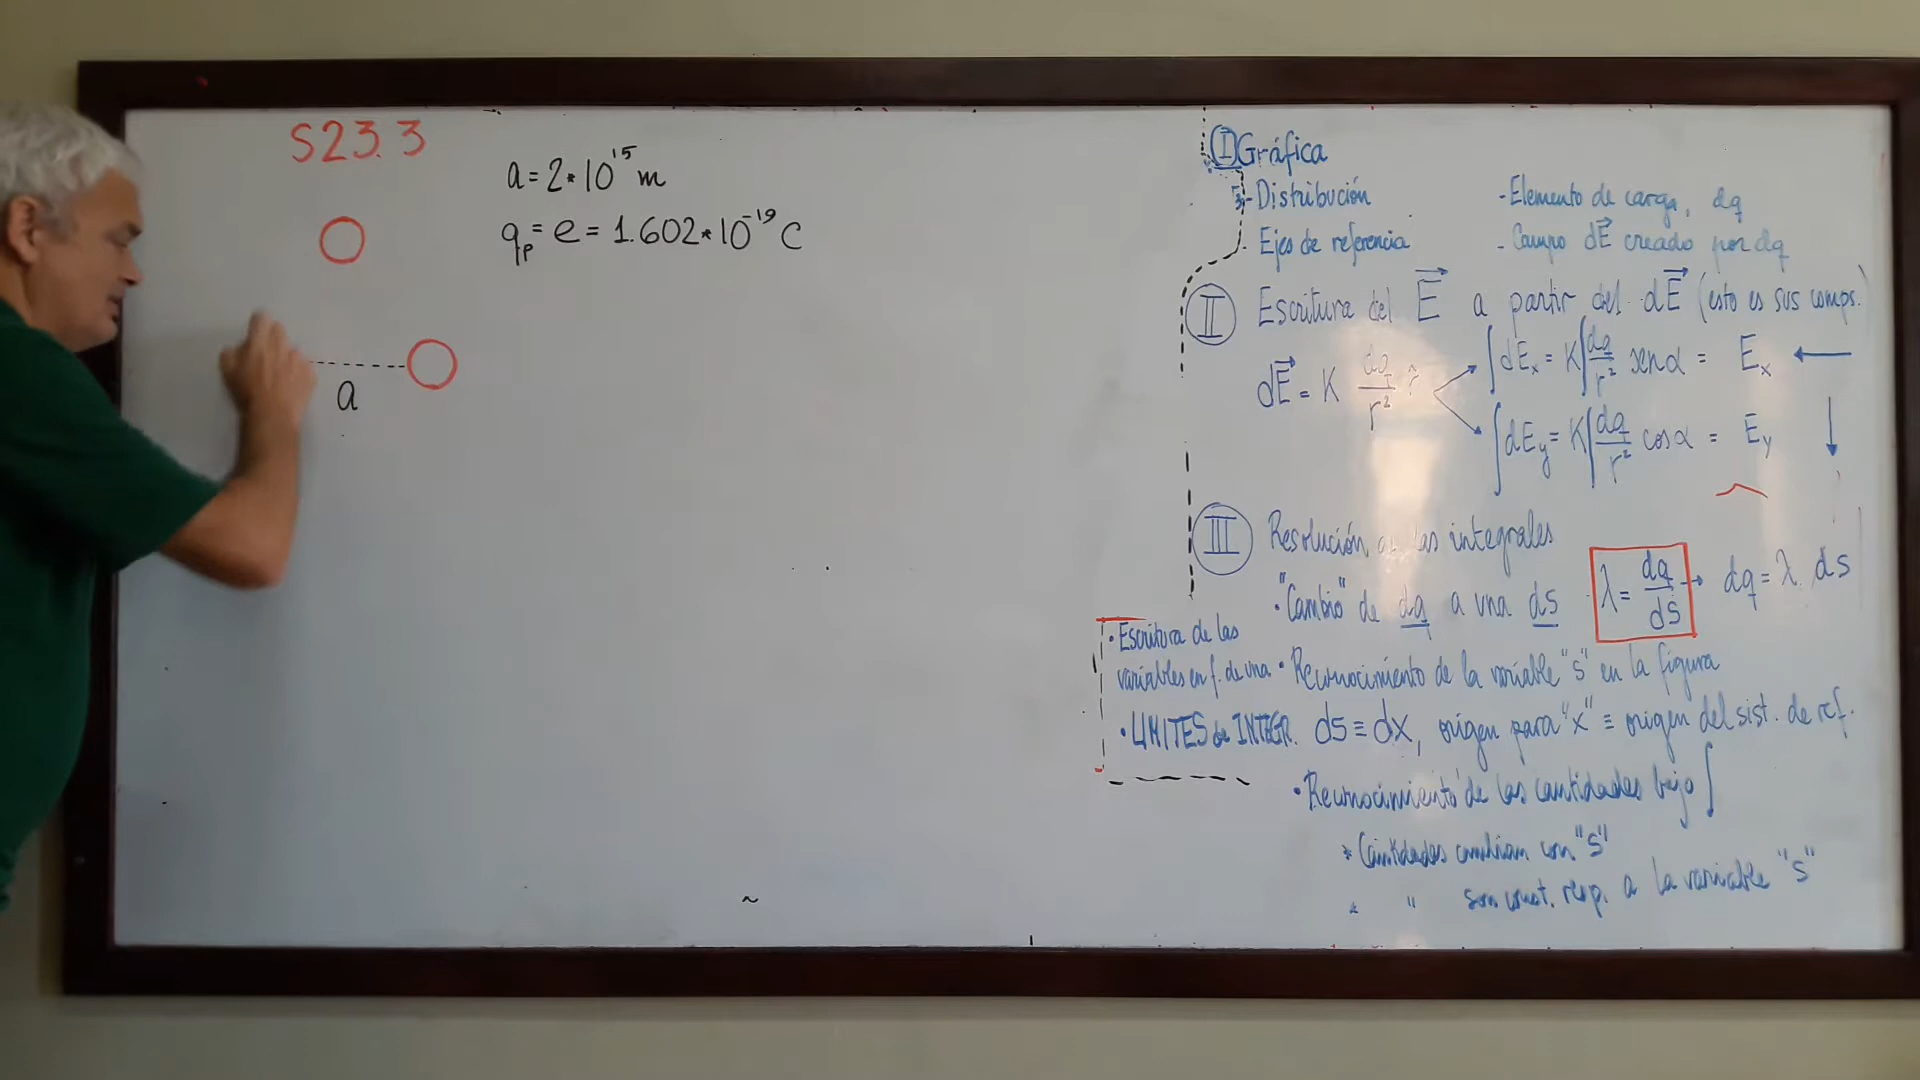 S23.3
a = 2*10^15 m
q_p = e = 1.602*10^-19 C
a
I Gráfica
- Distribución
- Elemento de carga, dq
- Ejes de referencia
- Campo dE⃗ creado por dq
II Escritura del E⃗ a partir del dE⃗ (esto es sus comps.)
dE⃗ = K dq/r² r̂
∫dEx = K∫dq/r² sen α = Ex ←
∫dEy = K∫dq/r² cos α = Ey ↓
III Resolución las integrales
• "Cambio" de dq a una ds
λ = dq/ds → dq = λ. ds
• Escritura de las variables en f. de una
• Reconocimiento de la variable "s" en la figura
• LIMITES de INTEGR.
ds ≡ dx, origen para "x" ≡ origen del sist. de ref.
• Reconocimiento de las cantidades bajo ∫
* Cantidades cambian con "s"
* " son const. resp. a la variable "s"